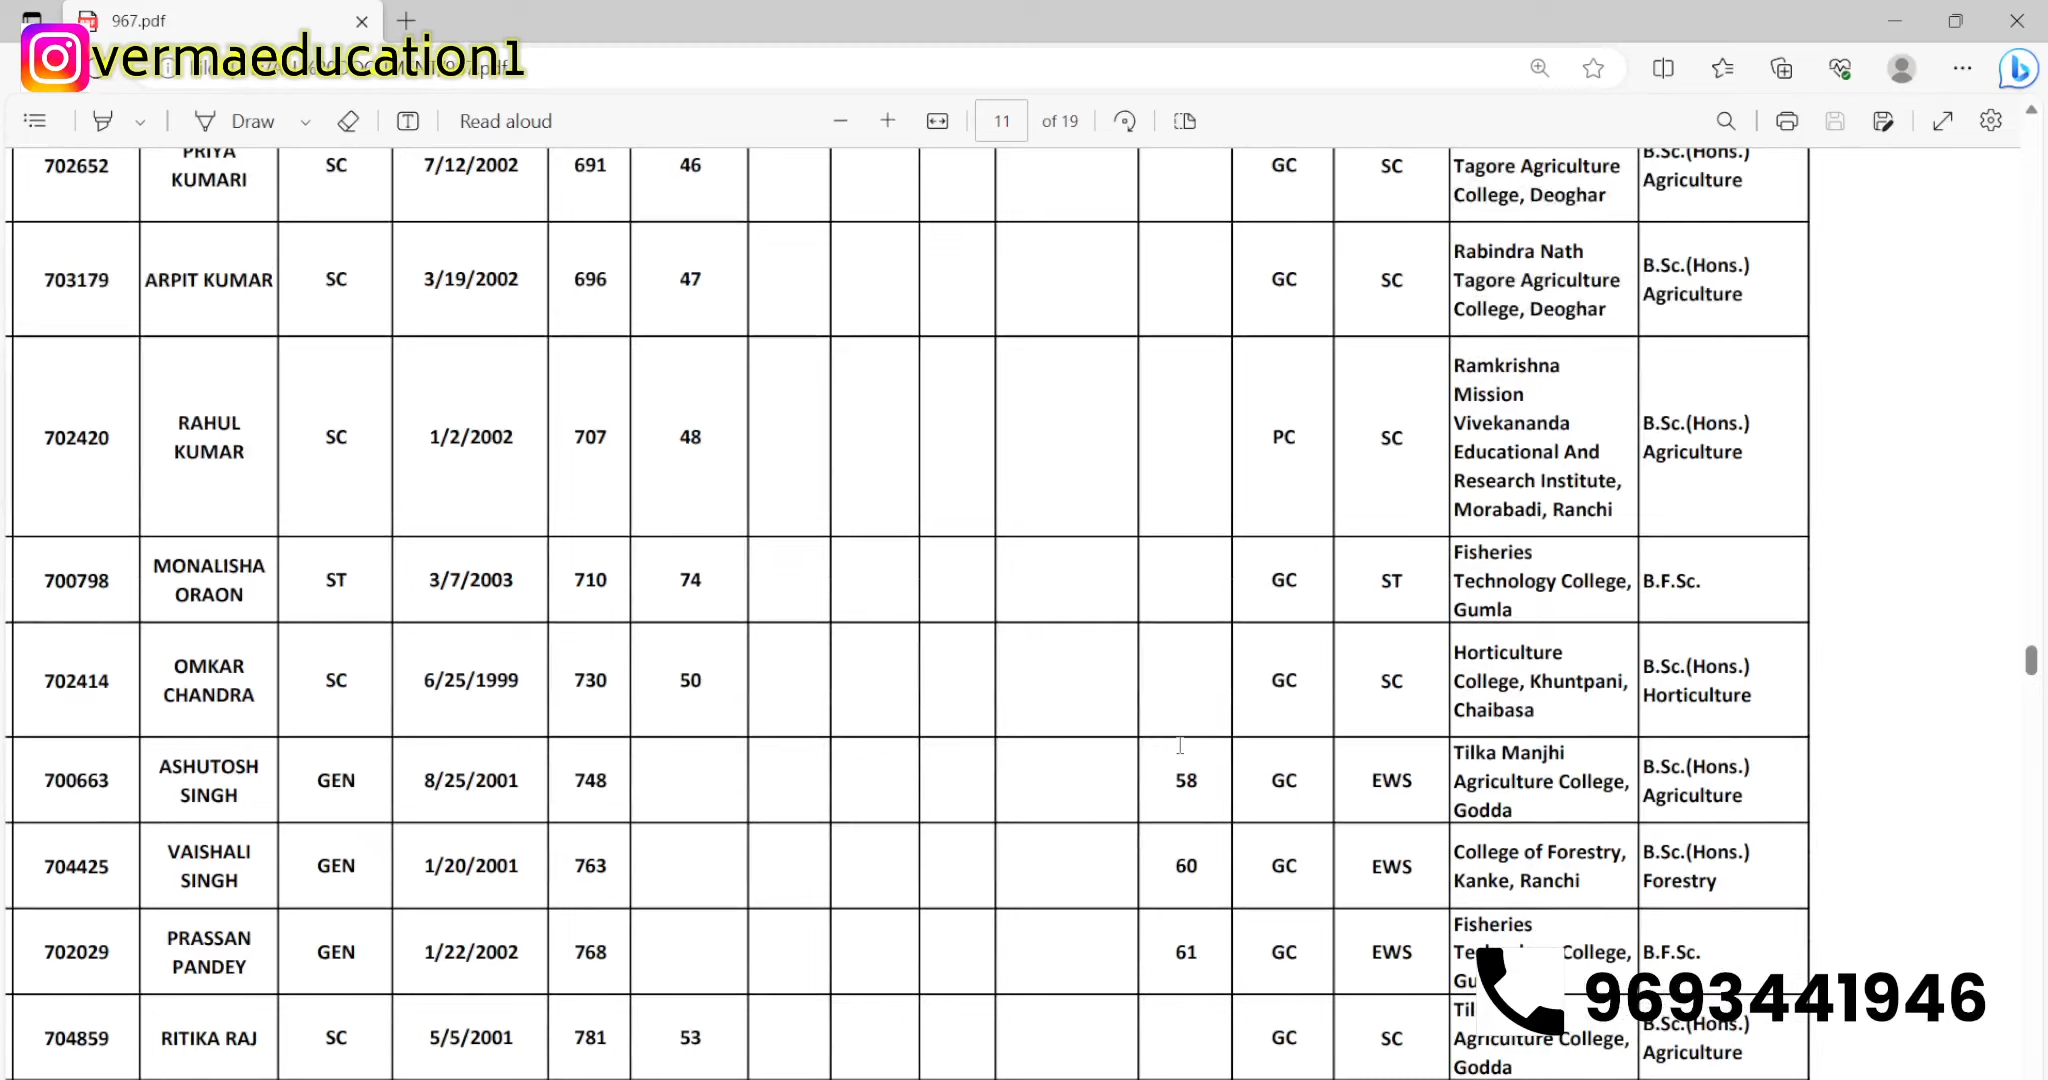 967.pdf
vermaeducation1
Draw
Read aloud
11 of 19
702652 PRIYA KUMARI SC 7/12/2002 691 46 GC SC Tagore Agriculture College, Deoghar B.Sc.(Hons.) Agriculture
703179 ARPIT KUMAR SC 3/19/2002 696 47 GC SC Rabindra Nath Tagore Agriculture College, Deoghar B.Sc.(Hons.) Agriculture
702420 RAHUL KUMAR SC 1/2/2002 707 48 PC SC Ramkrishna Mission Vivekananda Educational And Research Institute, Morabadi, Ranchi B.Sc.(Hons.) Agriculture
700798 MONALISHA ORAON ST 3/7/2003 710 74 GC ST Fisheries Technology College, Gumla B.F.Sc.
702414 OMKAR CHANDRA SC 6/25/1999 730 50 GC SC Horticulture College, Khuntpani, Chaibasa B.Sc.(Hons.) Horticulture
700663 ASHUTOSH SINGH GEN 8/25/2001 748 58 GC EWS Tilka Manjhi Agriculture College, Godda B.Sc.(Hons.) Agriculture
704425 VAISHALI SINGH GEN 1/20/2001 763 60 GC EWS College of Forestry, Kanke, Ranchi B.Sc.(Hons.) Forestry
702029 PRASSAN PANDEY GEN 1/22/2002 768 61 GC EWS Fisheries College, B.F.Sc.
704859 RITIKA RAJ SC 5/5/2001 781 53 GC SC Agriculture College, Godda B.Sc.(Hons.) Agriculture
9693441946